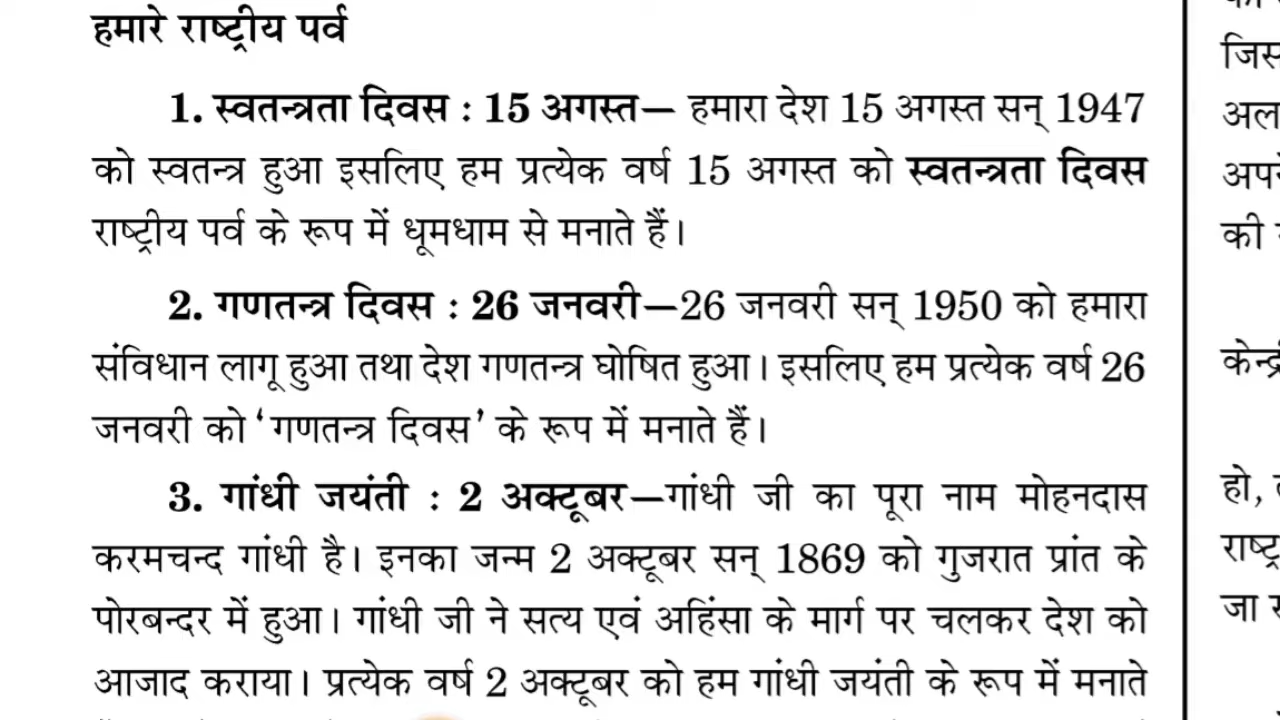 हमारे राष्ट्रीय पर्व
1. स्वतन्त्रता दिवस : 15 अगस्त— हमारा देश 15 अगस्त सन् 1947
को स्वतन्त्र हुआ इसलिए हम प्रत्येक वर्ष 15 अगस्त को स्वतन्त्रता दिवस
राष्ट्रीय पर्व के रूप में धूमधाम से मनाते हैं।
2. गणतन्त्र दिवस : 26 जनवरी—26 जनवरी सन् 1950 को हमारा
संविधान लागू हुआ तथा देश गणतन्त्र घोषित हुआ। इसलिए हम प्रत्येक वर्ष 26
जनवरी को ‘गणतन्त्र दिवस’ के रूप में मनाते हैं।
3. गांधी जयंती : 2 अक्टूबर—गांधी जी का पूरा नाम मोहनदास
करमचन्द गांधी है। इनका जन्म 2 अक्टूबर सन् 1869 को गुजरात प्रांत के
पोरबन्दर में हुआ। गांधी जी ने सत्य एवं अहिंसा के मार्ग पर चलकर देश को
आजाद कराया। प्रत्येक वर्ष 2 अक्टूबर को हम गांधी जयंती के रूप में मनाते
की
हो,
जा